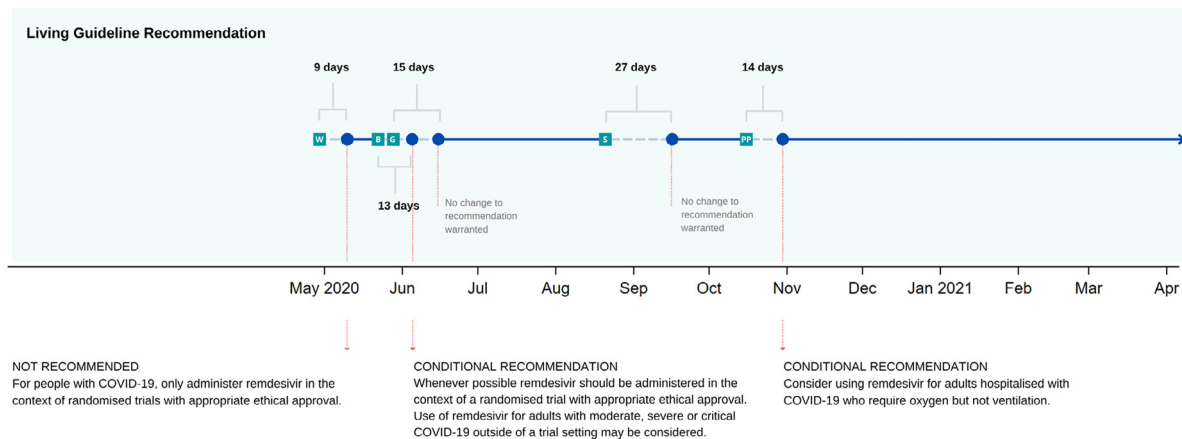 Living Guideline Recommendation
9 days
15 days
27 days
14 days
W
B
G
S
PP
13 days
No change to
recommendation
warranted
No change to
recommendation
warranted
May 2020
Jun
Jul
Aug
Sep
Oct
Nov
Dec
Jan 2021
Feb
Mar
Apr
NOT RECOMMENDED
For people with COVID-19, only administer remdesivir in the
context of randomised trials with appropriate ethical approval.
CONDITIONAL RECOMMENDATION
Whenever possible remdesivir should be administered in the
context of a randomised trial with appropriate ethical approval.
Use of remdesivir for adults with moderate, severe or critical
COVID-19 outside of a trial setting may be considered.
CONDITIONAL RECOMMENDATION
Consider using remdesivir for adults hospitalised with
COVID-19 who require oxygen but not ventilation.